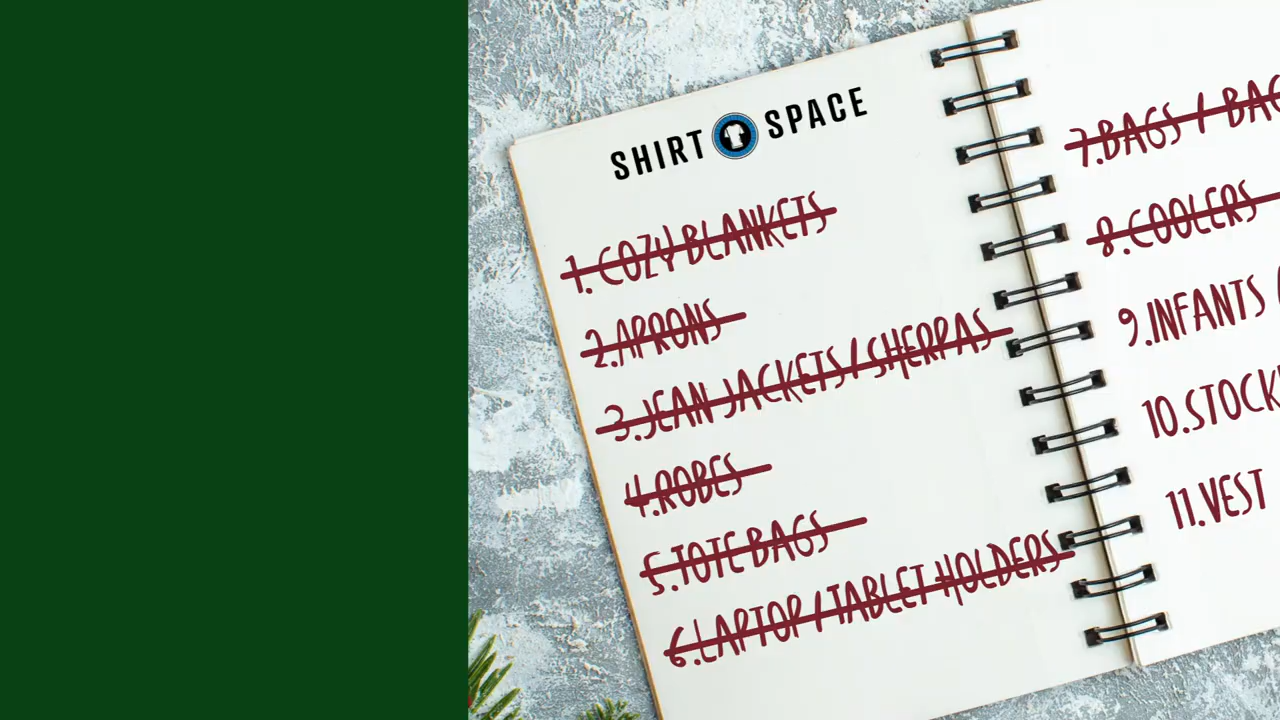 SHIRT SPACE
1. COZY BLANKETS
2. APRONS
3. JEAN JACKETS / SHERPAS
4. ROBES
5. TOTE BAGS
6. LAPTOP / TABLET HOLDERS
7. BAGS /
8. COOLERS
9. INFANTS
10.
11. VEST